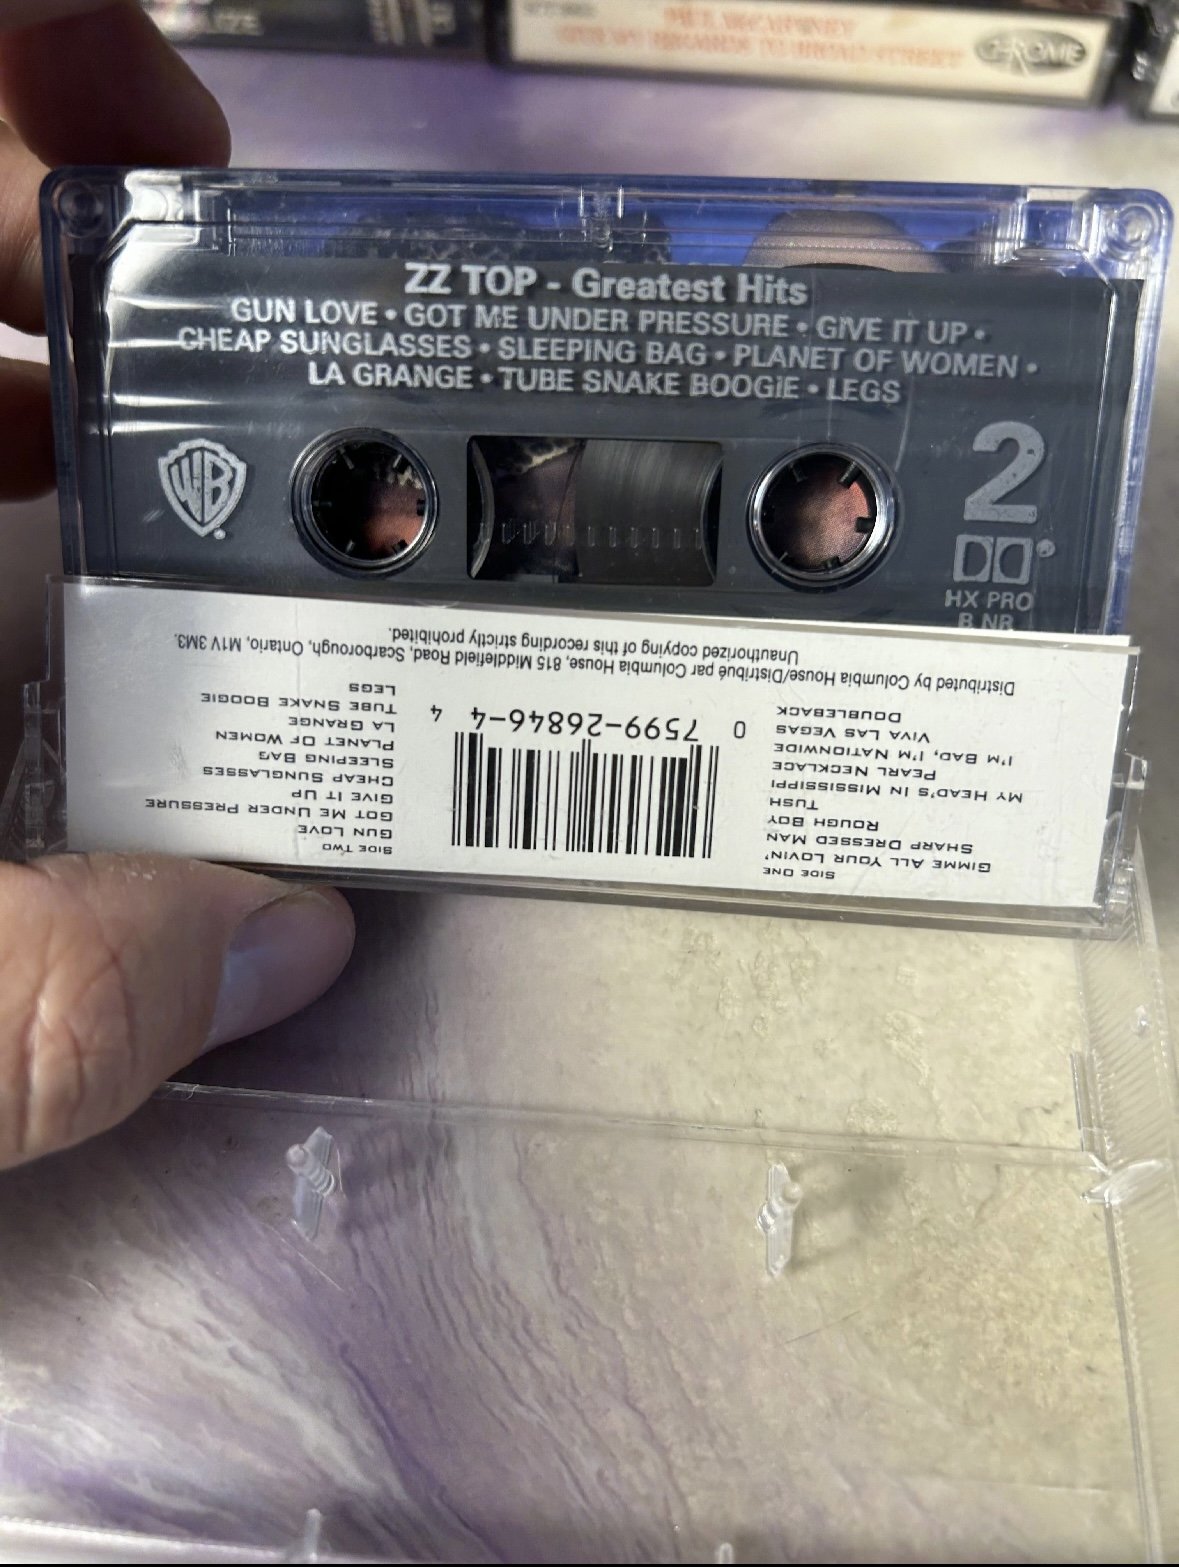 CHROME
ZZ TOP - Greatest Hits
GUN LOVE • GOT ME UNDER PRESSURE • GIVE IT UP •
CHEAP SUNGLASSES • SLEEPING BAG • PLANET OF WOMEN •
LA GRANGE • TUBE SNAKE BOOGIE • LEGS
WB
2
HX PRO
B NR
SIDE ONE
GIMME ALL YOUR LOVIN'
SHARP DRESSED MAN
ROUGH BOY
TUSH
MY HEAD'S IN MISSISSIPPI
PEARL NECKLACE
I'M BAD, I'M NATIONWIDE
VIVA LAS VEGAS
DOUBLEBACK
0 7599-26846-4 4
SIDE TWO
GUN LOVE
GOT ME UNDER PRESSURE
GIVE IT UP
CHEAP SUNGLASSES
SLEEPING BAG
PLANET OF WOMEN
LA GRANGE
TUBE SNAKE BOOGIE
LEGS
Distributed by Columbia House/Distribué par Columbia House, 815 Middlefield Road, Scarborough, Ontario, M1V 3M3.
Unauthorized copying of this recording strictly prohibited.